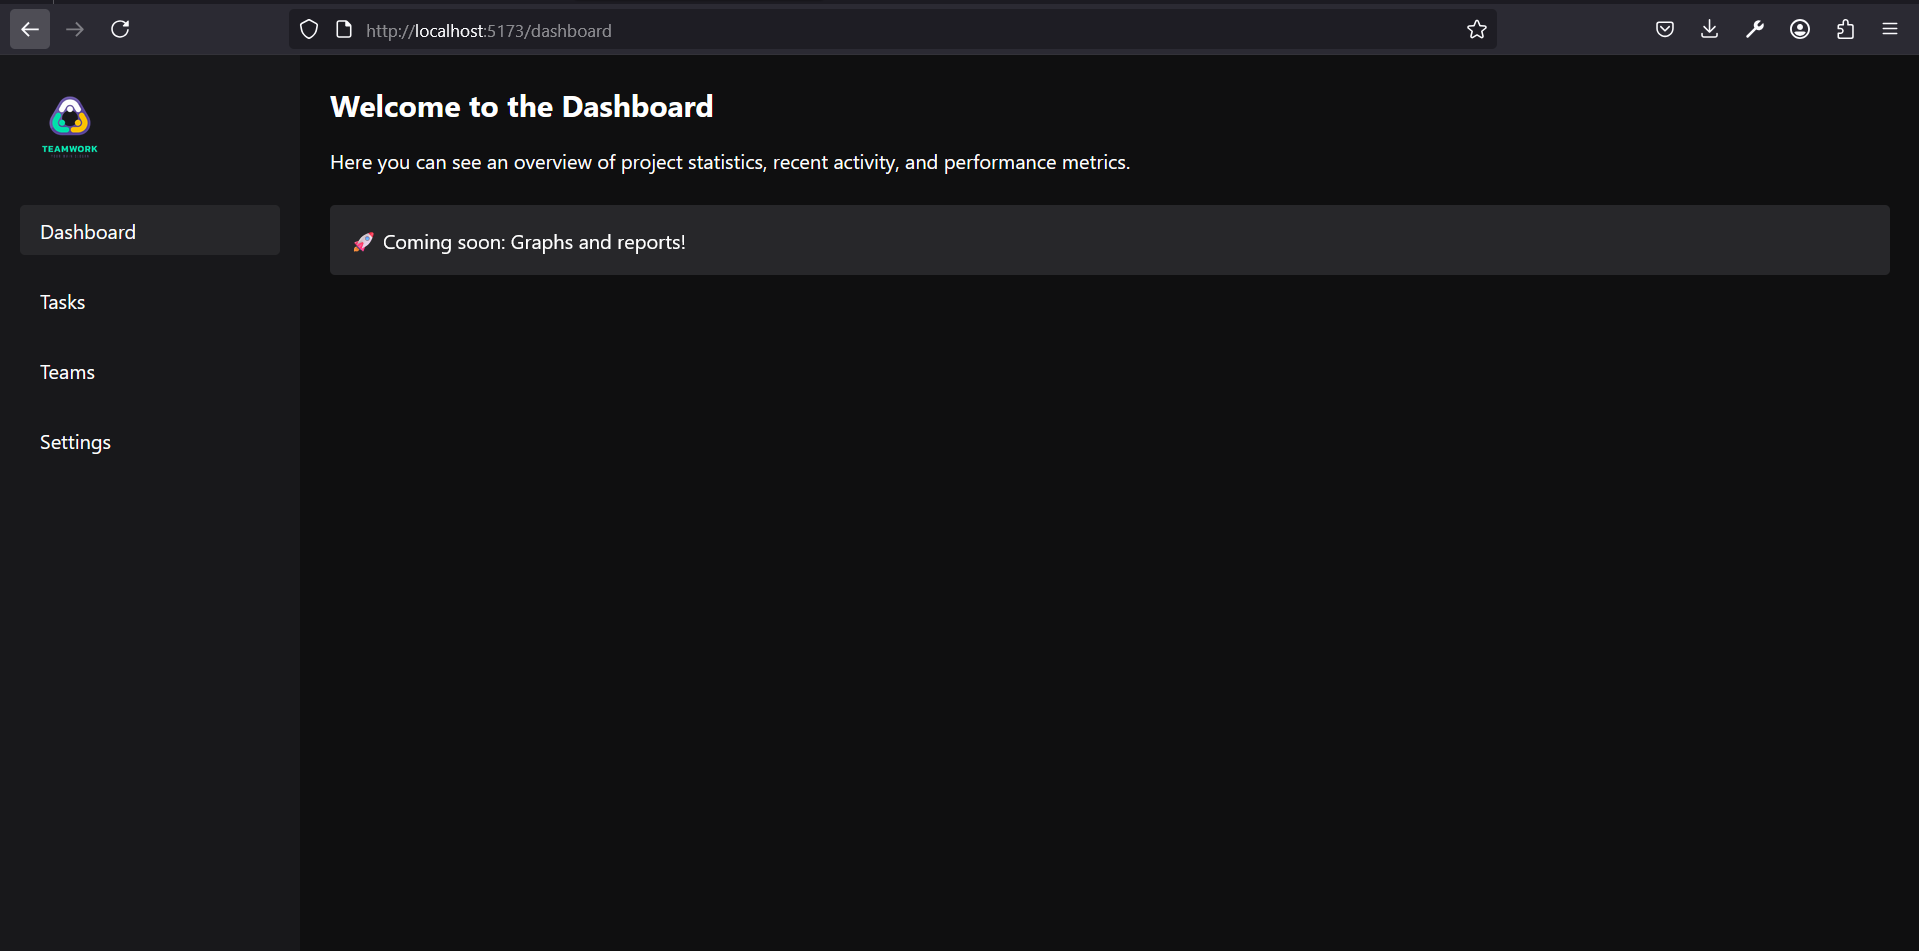 http://localhost:5173/dashboard
TEAMWORK
Dashboard
Tasks
Teams
Settings
Welcome to the Dashboard
Here you can see an overview of project statistics, recent activity, and performance metrics.
🚀 Coming soon: Graphs and reports!